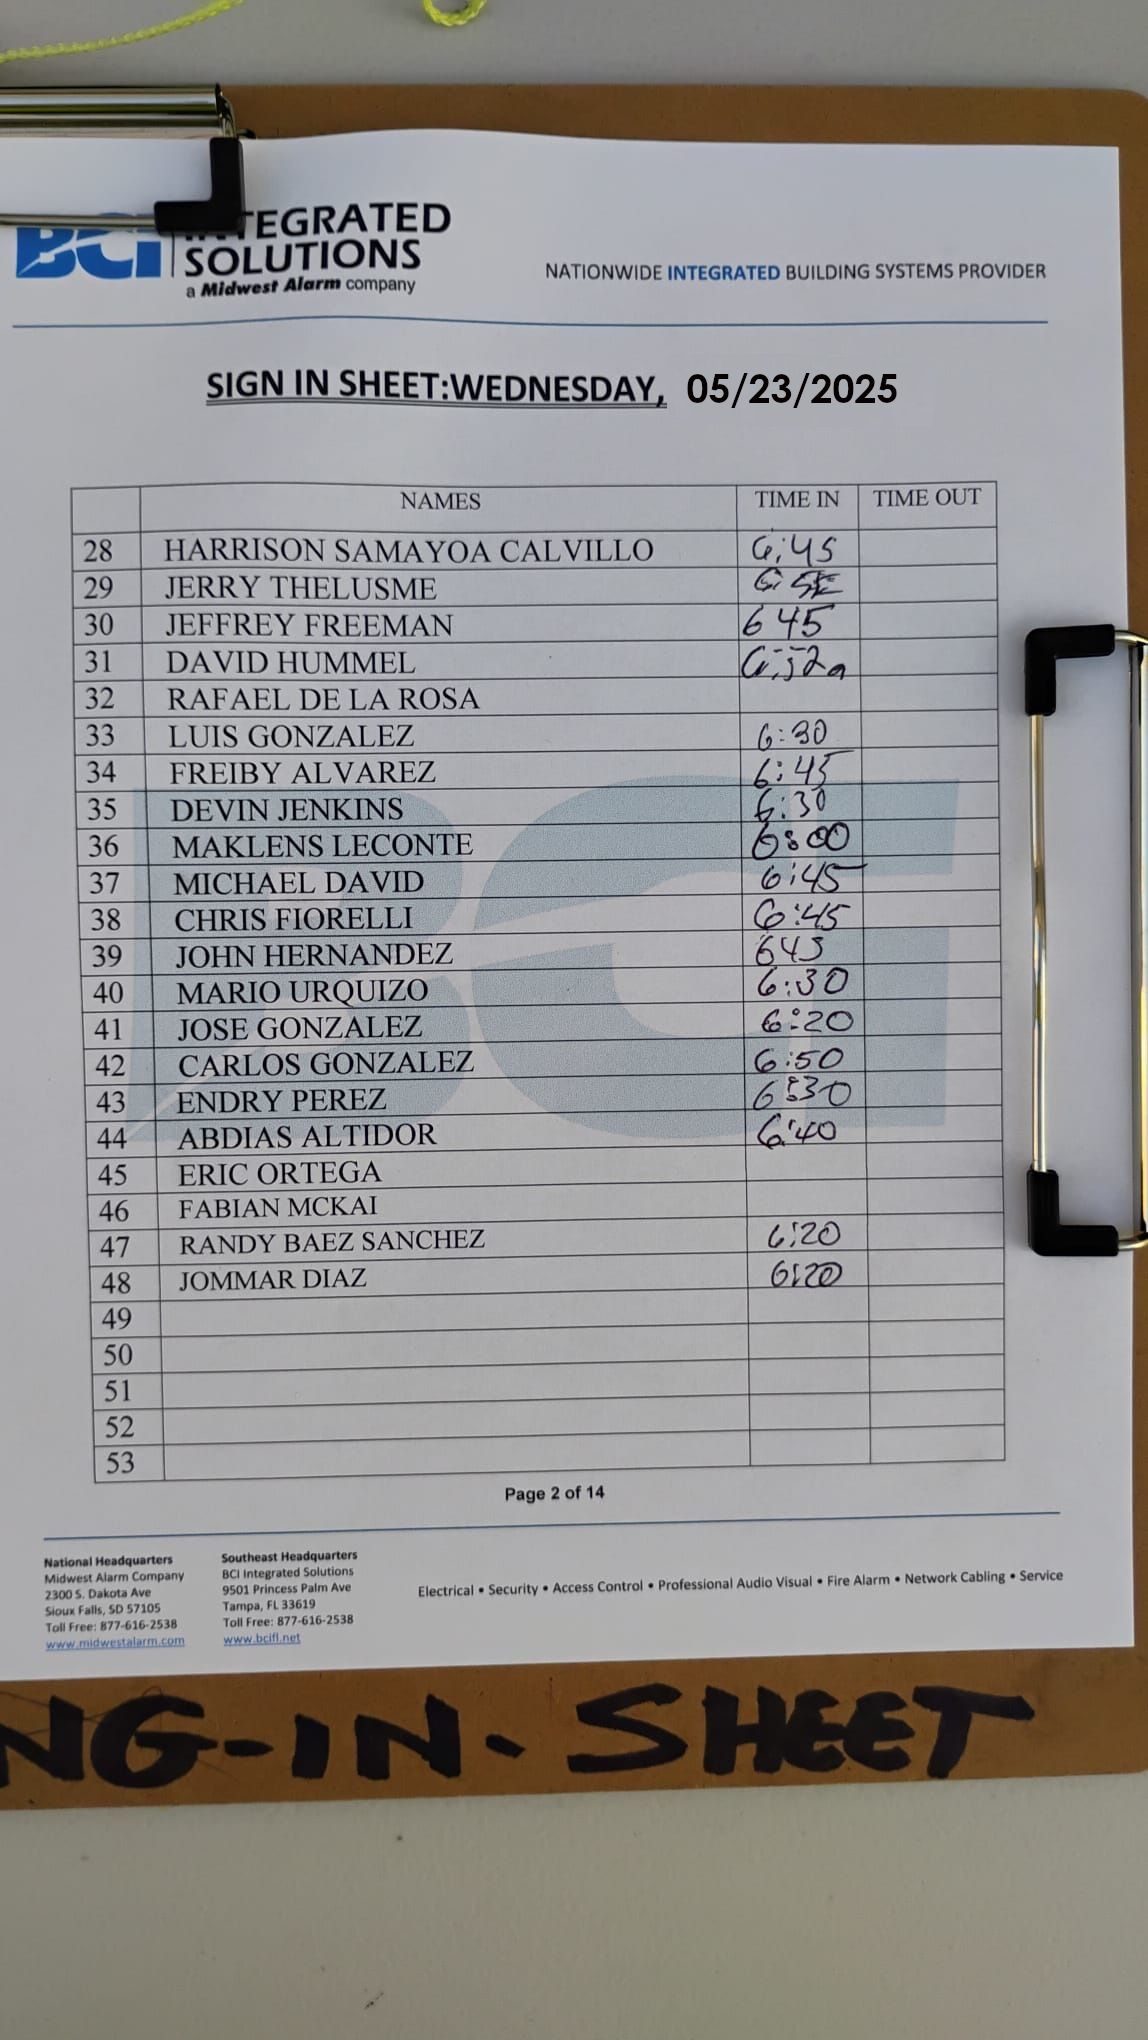 BCI INTEGRATED
SOLUTIONS
a Midwest Alarm company
NATIONWIDE INTEGRATED BUILDING SYSTEMS PROVIDER
SIGN IN SHEET:WEDNESDAY, 05/23/2025
NAMES TIME IN TIME OUT
28 HARRISON SAMAYOA CALVILLO 6:45
29 JERRY THELUSME
30 JEFFREY FREEMAN 6 45
31 DAVID HUMMEL 6:52a
32 RAFAEL DE LA ROSA
33 LUIS GONZALEZ 6:30
34 FREIBY ALVAREZ 6:45
35 DEVIN JENKINS 6:30
36 MAKLENS LECONTE 6:00
37 MICHAEL DAVID 6:45
38 CHRIS FIORELLI 6:45
39 JOHN HERNANDEZ 645
40 MARIO URQUIZO 6:30
41 JOSE GONZALEZ 6:20
42 CARLOS GONZALEZ 6:50
43 ENDRY PEREZ 6:30
44 ABDIAS ALTIDOR 6:40
45 ERIC ORTEGA
46 FABIAN MCKAI
47 RANDY BAEZ SANCHEZ 6:20
48 JOMMAR DIAZ 6:20
49
50
51
52
53
Page 2 of 14
National Headquarters
Midwest Alarm Company
2300 S. Dakota Ave
Sioux Falls, SD 57105
Toll Free: 877-616-2538
www.midwestalarm.com
Southeast Headquarters
BCI Integrated Solutions
9501 Princess Palm Ave
Tampa, FL 33619
Toll Free: 877-616-2538
www.bcifl.net
Electrical • Security • Access Control • Professional Audio Visual • Fire Alarm • Network Cabling • Service
NG-IN-SHEET